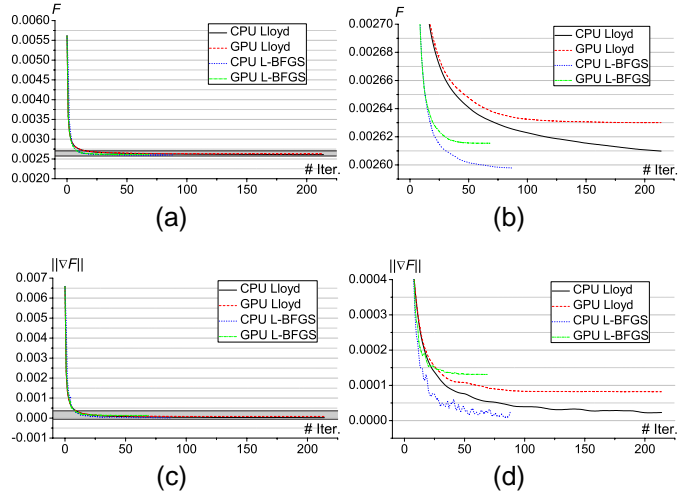 F
0.0060
0.0055
0.0050
0.0045
0.0040
0.0035
0.0030
0.0025
0.0020
CPU Lloyd
GPU Lloyd
CPU L-BFGS
GPU L-BFGS
# Iter.
0 50 100 150 200
(a)
F
0.00270
0.00268
0.00266
0.00264
0.00262
0.00260
CPU Lloyd
GPU Lloyd
CPU L-BFGS
GPU L-BFGS
# Iter.
0 50 100 150 200
(b)
||∇F||
0.007
0.006
0.005
0.004
0.003
0.002
0.001
0.000
-0.001
CPU Lloyd
GPU Lloyd
CPU L-BFGS
GPU L-BFGS
# Iter.
0 50 100 150 200
(c)
||∇F||
0.0004
0.0003
0.0002
0.0001
0.0000
CPU Lloyd
GPU Lloyd
CPU L-BFGS
GPU L-BFGS
# Iter.
0 50 100 150 200
(d)